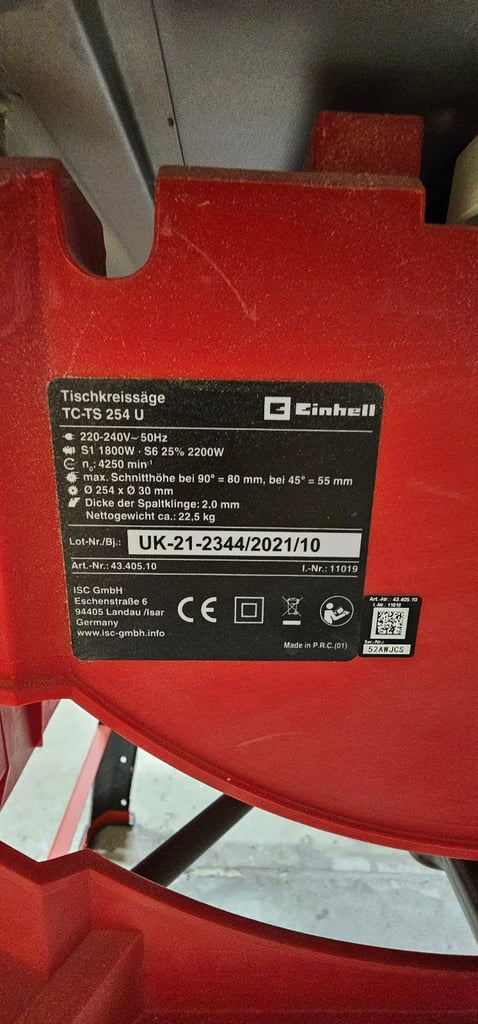 Tischkreissäge
TC-TS 254 U
Einhell
220-240V~ 50Hz
S1 1800W · S6 25% 2200W
n₀: 4250 min⁻¹
max. Schnitthöhe bei 90° = 80 mm, bei 45° = 55 mm
Ø 254 x Ø 30 mm
Dicke der Spaltklinge: 2,0 mm
Nettogewicht ca.: 22,5 kg
Lot-Nr./Bj.: UK-21-2344/2021/10
Art.-Nr.: 43.405.10 I.-Nr.: 11019
ISC GmbH
Eschenstraße 6
94405 Landau /Isar
Germany
www.isc-gmbh.info
CE
Made in P.R.C.(01)
Art.-Nr.: 43.405.10
I.-Nr.: 11019
Ser.-Nr.:
52AWJCS